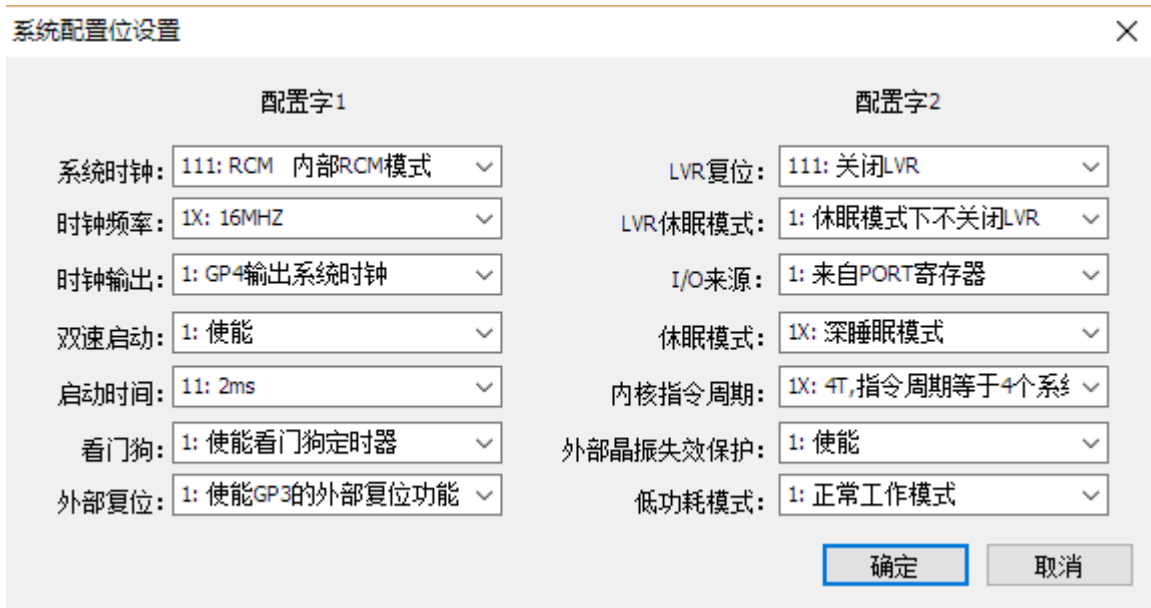 系统配置位设置
配置字1
配置字2
系统时钟: 111: RCM 内部RCM模式
LVR复位: 111: 关闭LVR
时钟频率: 1X: 16MHZ
LVR休眠模式: 1: 休眠模式下不关闭LVR
时钟输出: 1: GP4输出系统时钟
I/O来源: 1: 来自PORT寄存器
双速启动: 1: 使能
休眠模式: 1X: 深睡眠模式
启动时间: 11: 2ms
内核指令周期: 1X: 4T,指令周期等于4个系
看门狗: 1: 使能看门狗定时器
外部晶振失效保护: 1: 使能
外部复位: 1: 使能GP3的外部复位功能
低功耗模式: 1: 正常工作模式
确定
取消